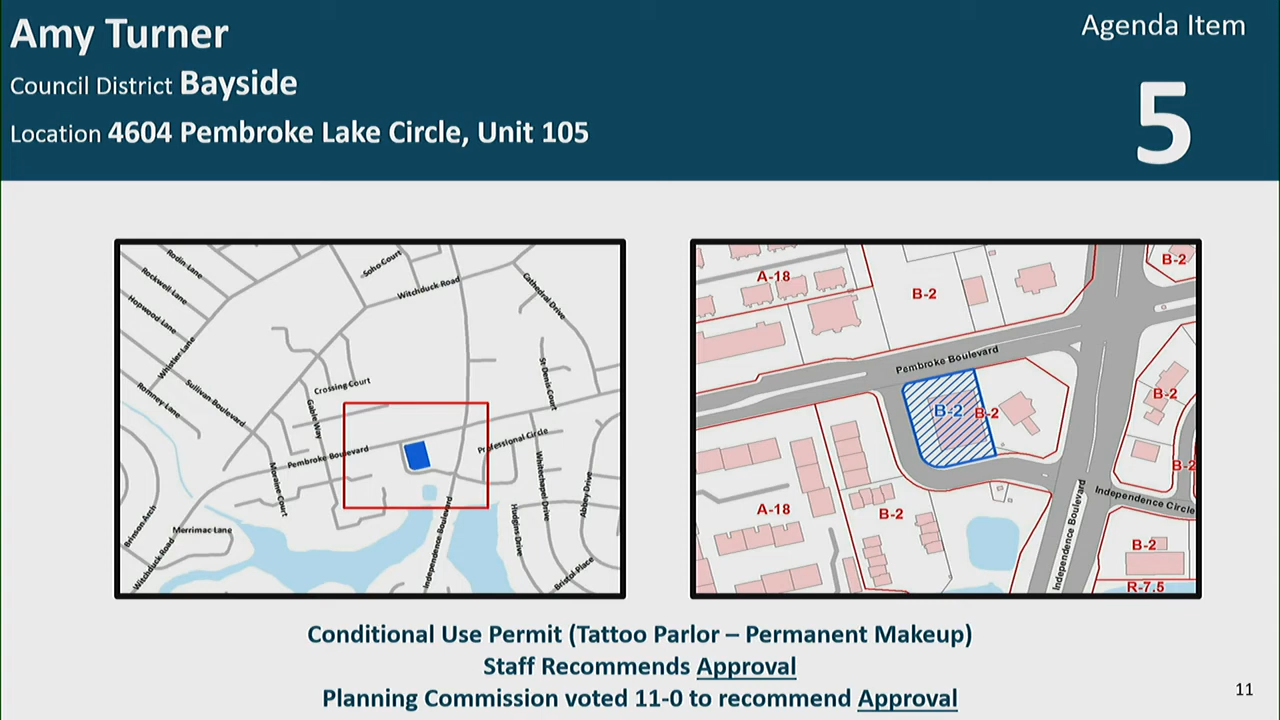 Amy Turner
Council District Bayside
Location 4604 Pembroke Lake Circle, Unit 105
Agenda Item
5
Rodin Lane
Rockwell Lane
Hopwood Lane
Whistler Lane
Romney Lane
Sullivan Boulevard
Soho Court
Witchduck Road
Cathedral Drive
Crossing Court
Gable Way
St Denis Court
Pembroke Boulevard
Professional Circle
Moraine Court
Whitechapel Drive
Abbey Drive
Brinson Arch
Merrimac Lane
Witchduck Road
Independence Boulevard
Hudgins Drive
Bristol Place
A-18
B-2
B-2
Pembroke Boulevard
B-2
B-2
B-2
B-2
A-18
B-2
Independence Boulevard
Independence Circle
B-2
R-7.5
Conditional Use Permit (Tattoo Parlor – Permanent Makeup)
Staff Recommends Approval
Planning Commission voted 11-0 to recommend Approval
11